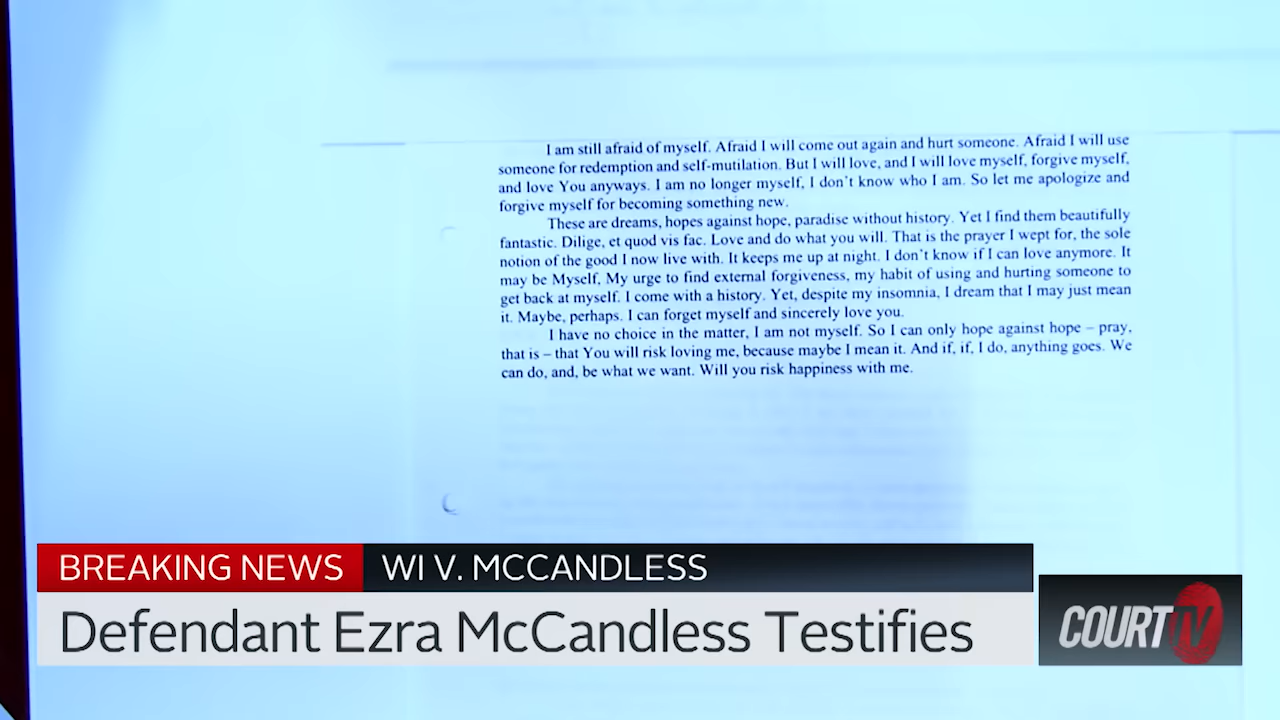 I am still afraid of myself. Afraid I will come out again and hurt someone. Afraid I will use
someone for redemption and self-mutilation. But I will love, and I will love myself, forgive myself,
and love You anyways. I am no longer myself, I don't know who I am. So let me apologize and
forgive myself for becoming something new.
These are dreams, hopes against hope, paradise without history. Yet I find them beautifully
fantastic. Dilige, et quod vis fac. Love and do what you will. That is the prayer I wept for, the sole
notion of the good I now live with. It keeps me up at night. I don't know if I can love anymore. It
may be Myself, My urge to find external forgiveness, my habit of using and hurting someone to
get back at myself. I come with a history. Yet, despite my insomnia, I dream that I may just mean
it. Maybe, perhaps. I can forget myself and sincerely love you.
I have no choice in the matter, I am not myself. So I can only hope against hope – pray,
that is – that You will risk loving me, because maybe I mean it. And if, if, I do, anything goes. We
can do, and, be what we want. Will you risk happiness with me.
BREAKING NEWS WI V. MCCANDLESS
Defendant Ezra McCandless Testifies
COURT TV